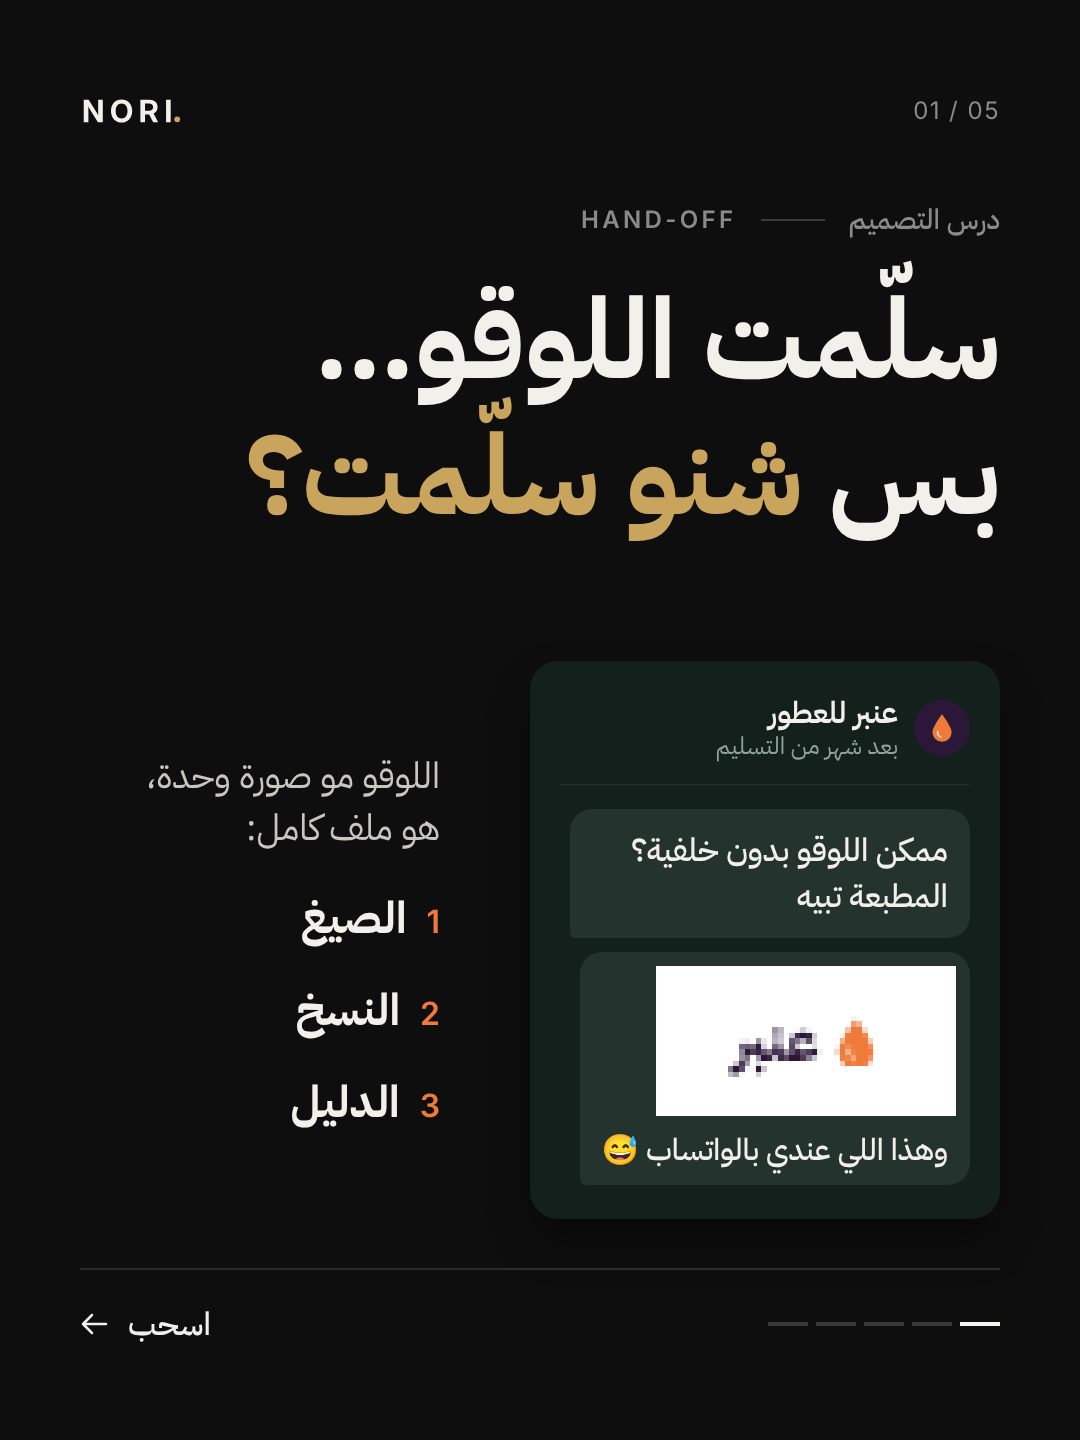 NORI.
01 / 05
درس التصميم — HAND-OFF
سلّمت اللوقو...
بس شنو سلّمت؟
عنبر للعطور
بعد شهر من التسليم
ممكن اللوقو بدون خلفية؟
المطبعة تبيه
عنبر
وهذا اللي عندي بالواتساب 😅
اللوقو مو صورة وحدة،
هو ملف كامل:
1 الصيغ
2 النسخ
3 الدليل
اسحب ←